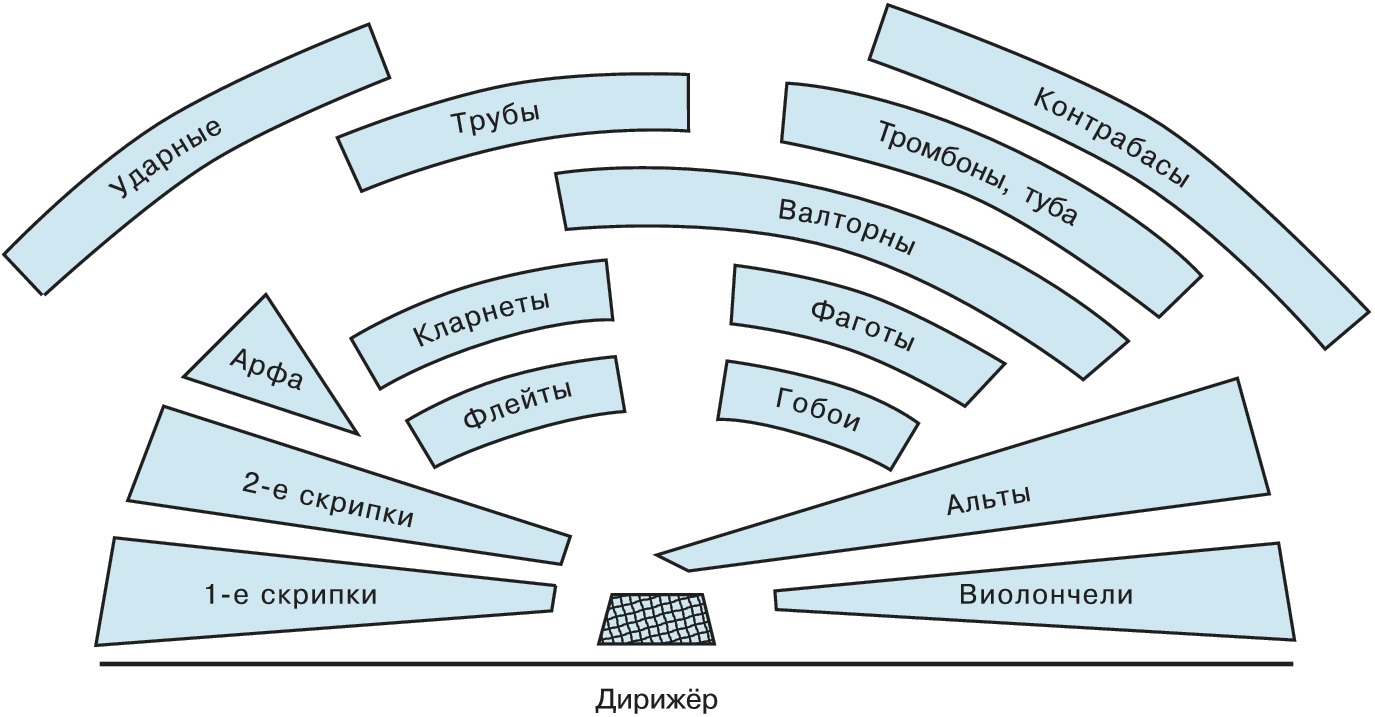 Контрабасы
Ударные
Трубы
Тромбоны, туба
Валторны
Кларнеты
Фаготы
Арфа
Флейты
Гобои
2-е скрипки
Альты
1-е скрипки
Виолончели
Дирижёр